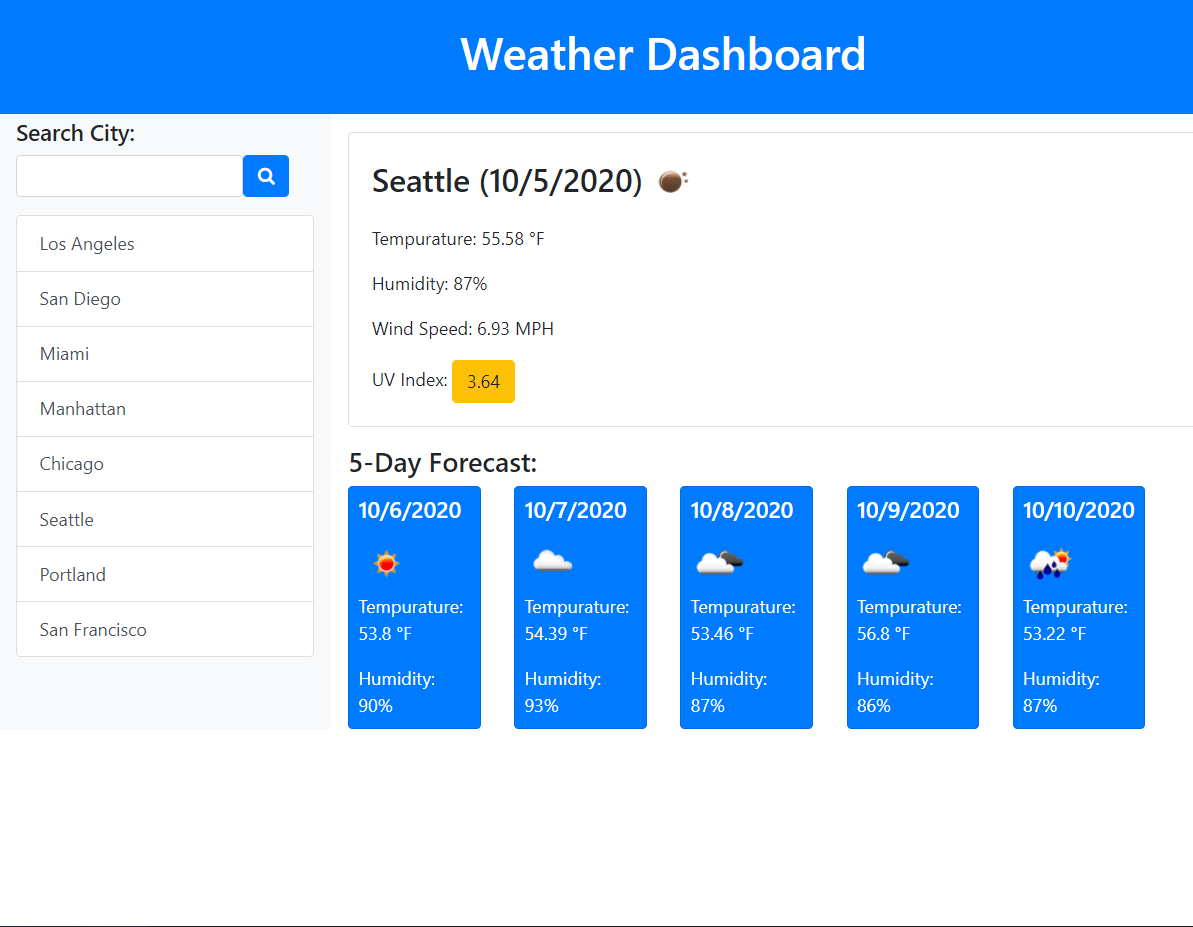 Weather Dashboard
Search City:
Los Angeles
San Diego
Miami
Manhattan
Chicago
Seattle
Portland
San Francisco
Seattle (10/5/2020)
Tempurature: 55.58 °F
Humidity: 87%
Wind Speed: 6.93 MPH
UV Index: 3.64
5-Day Forecast:
10/6/2020
Tempurature:
53.8 °F
Humidity:
90%
10/7/2020
Tempurature:
54.39 °F
Humidity:
93%
10/8/2020
Tempurature:
53.46 °F
Humidity:
87%
10/9/2020
Tempurature:
56.8 °F
Humidity:
86%
10/10/2020
Tempurature:
53.22 °F
Humidity:
87%